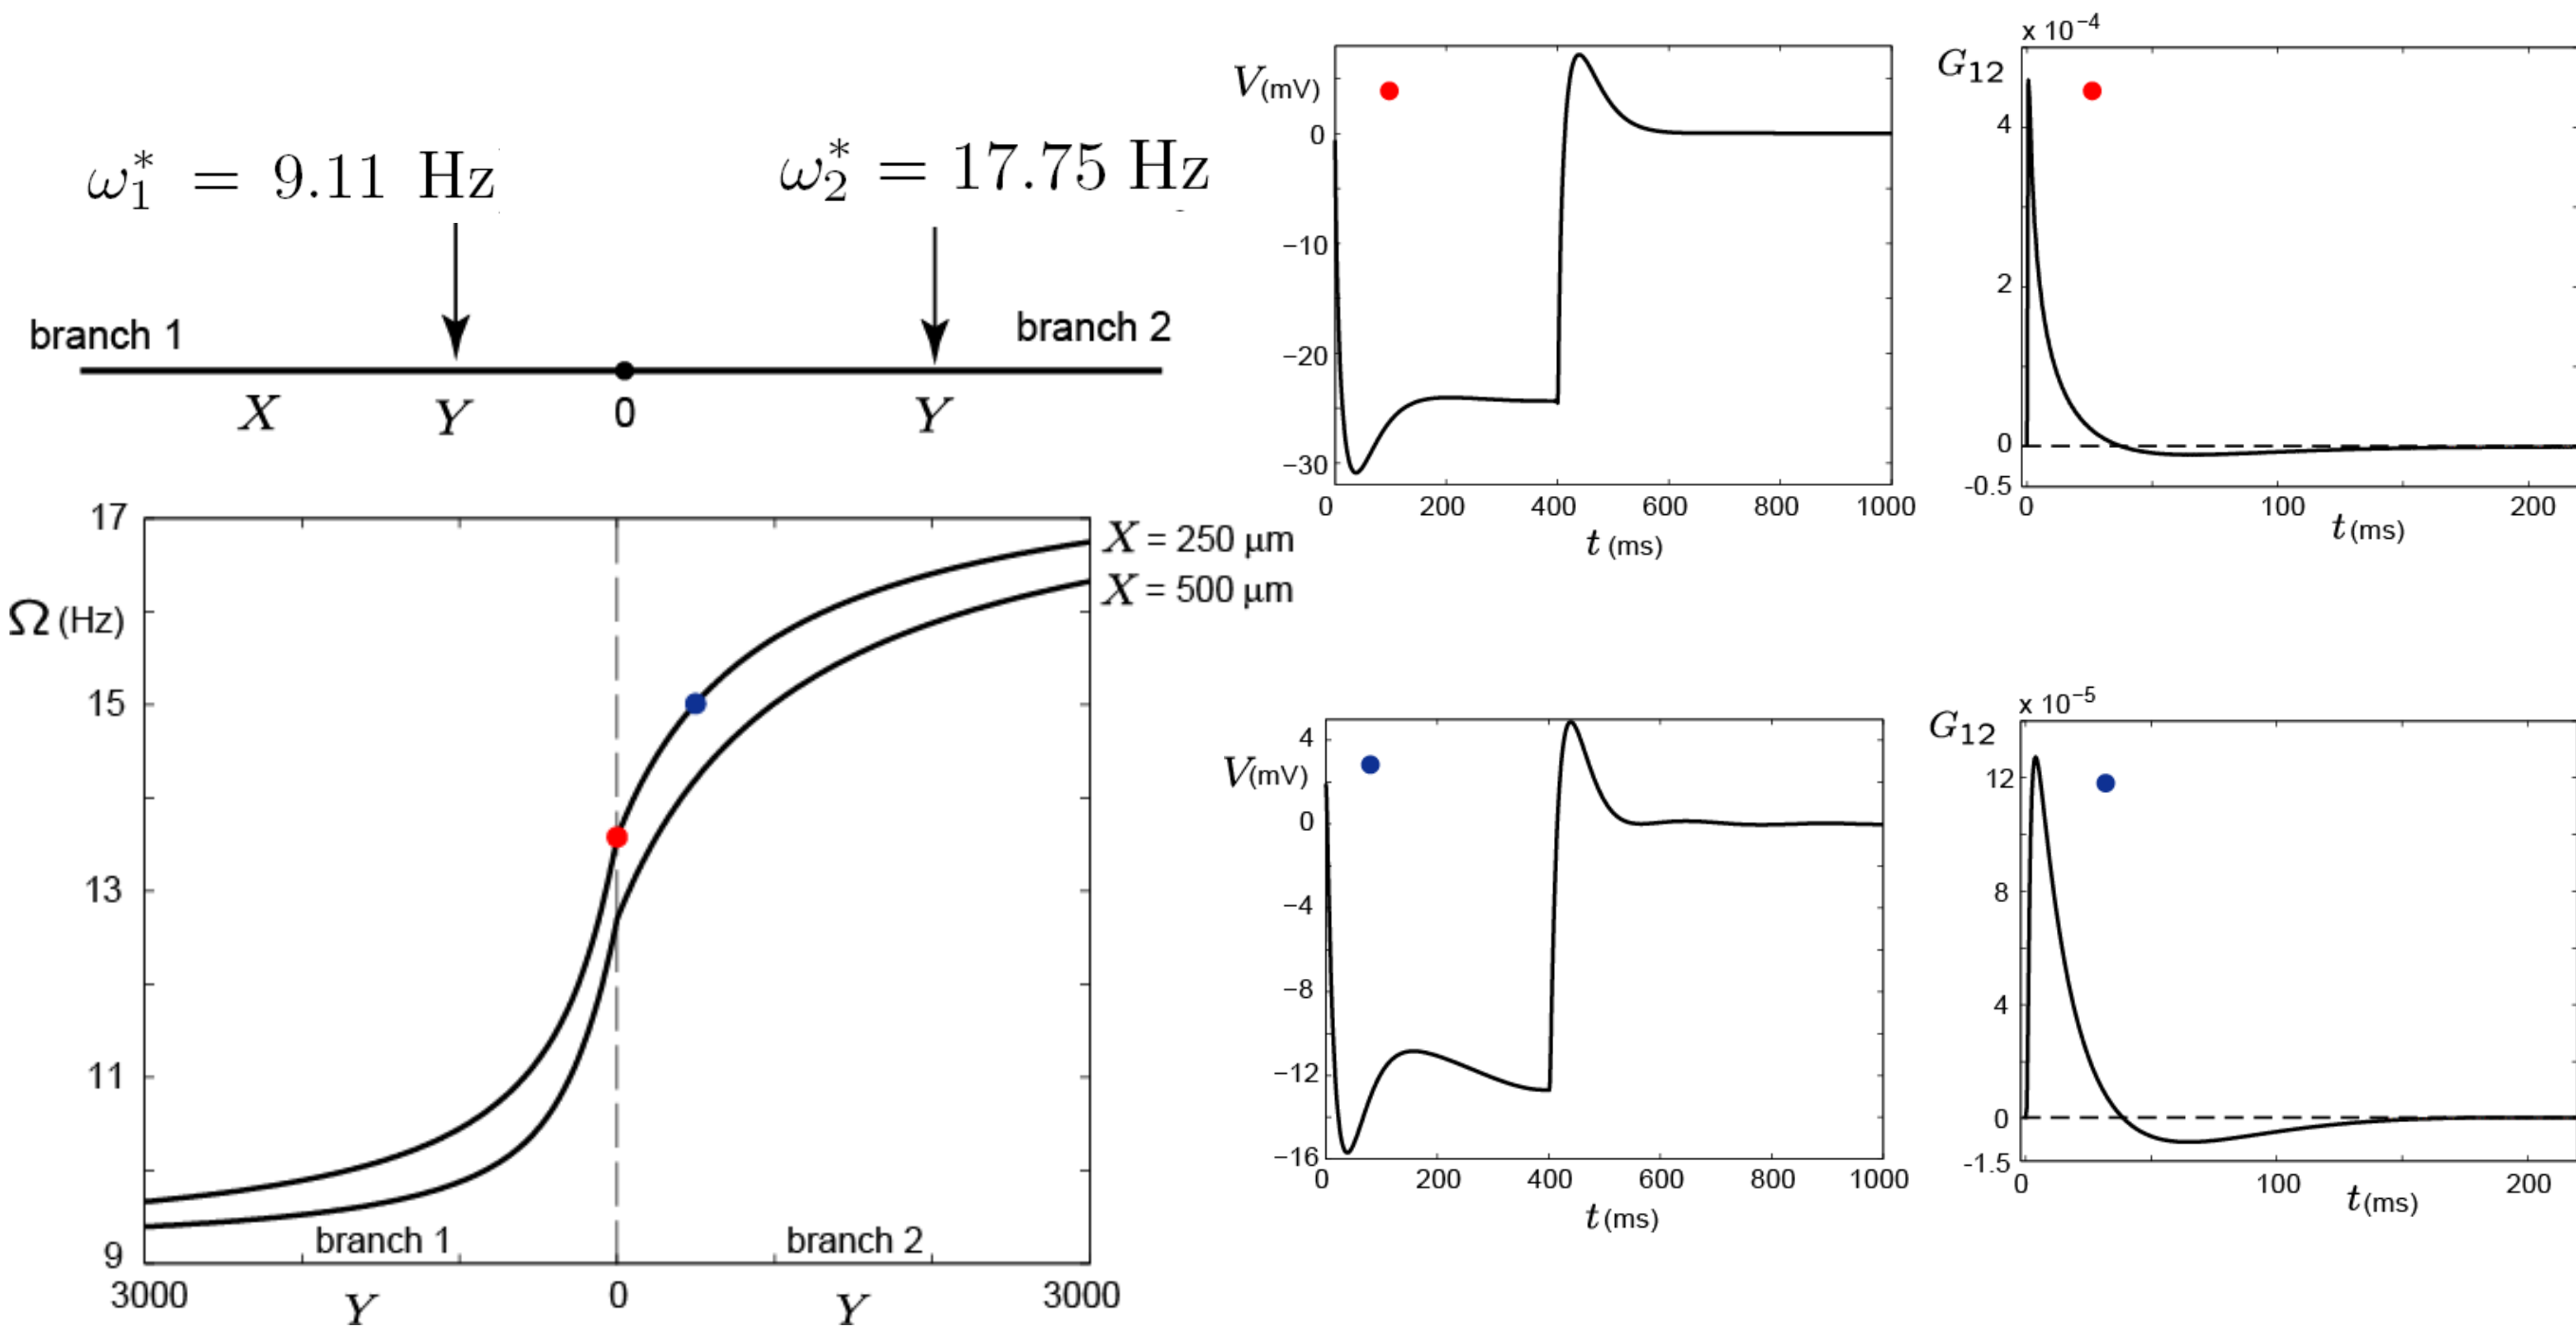 ω₁* = 9.11 Hz
ω₂* = 17.75 Hz
branch 1
branch 2
X
Y
0
Y
17
15
13
11
9
Ω (Hz)
X = 250 μm
X = 500 μm
branch 1
branch 2
3000
0
3000
Y
Y
V(mV)
0
−10
−20
−30
0
200
400
600
800
1000
t (ms)
x 10⁻⁴
G₁₂
4
2
0
-0.5
0
100
200
t (ms)
V(mV)
4
0
−4
−8
−12
−16
0
200
400
600
800
1000
t (ms)
x 10⁻⁵
G₁₂
12
8
4
0
-1.5
0
100
200
t (ms)